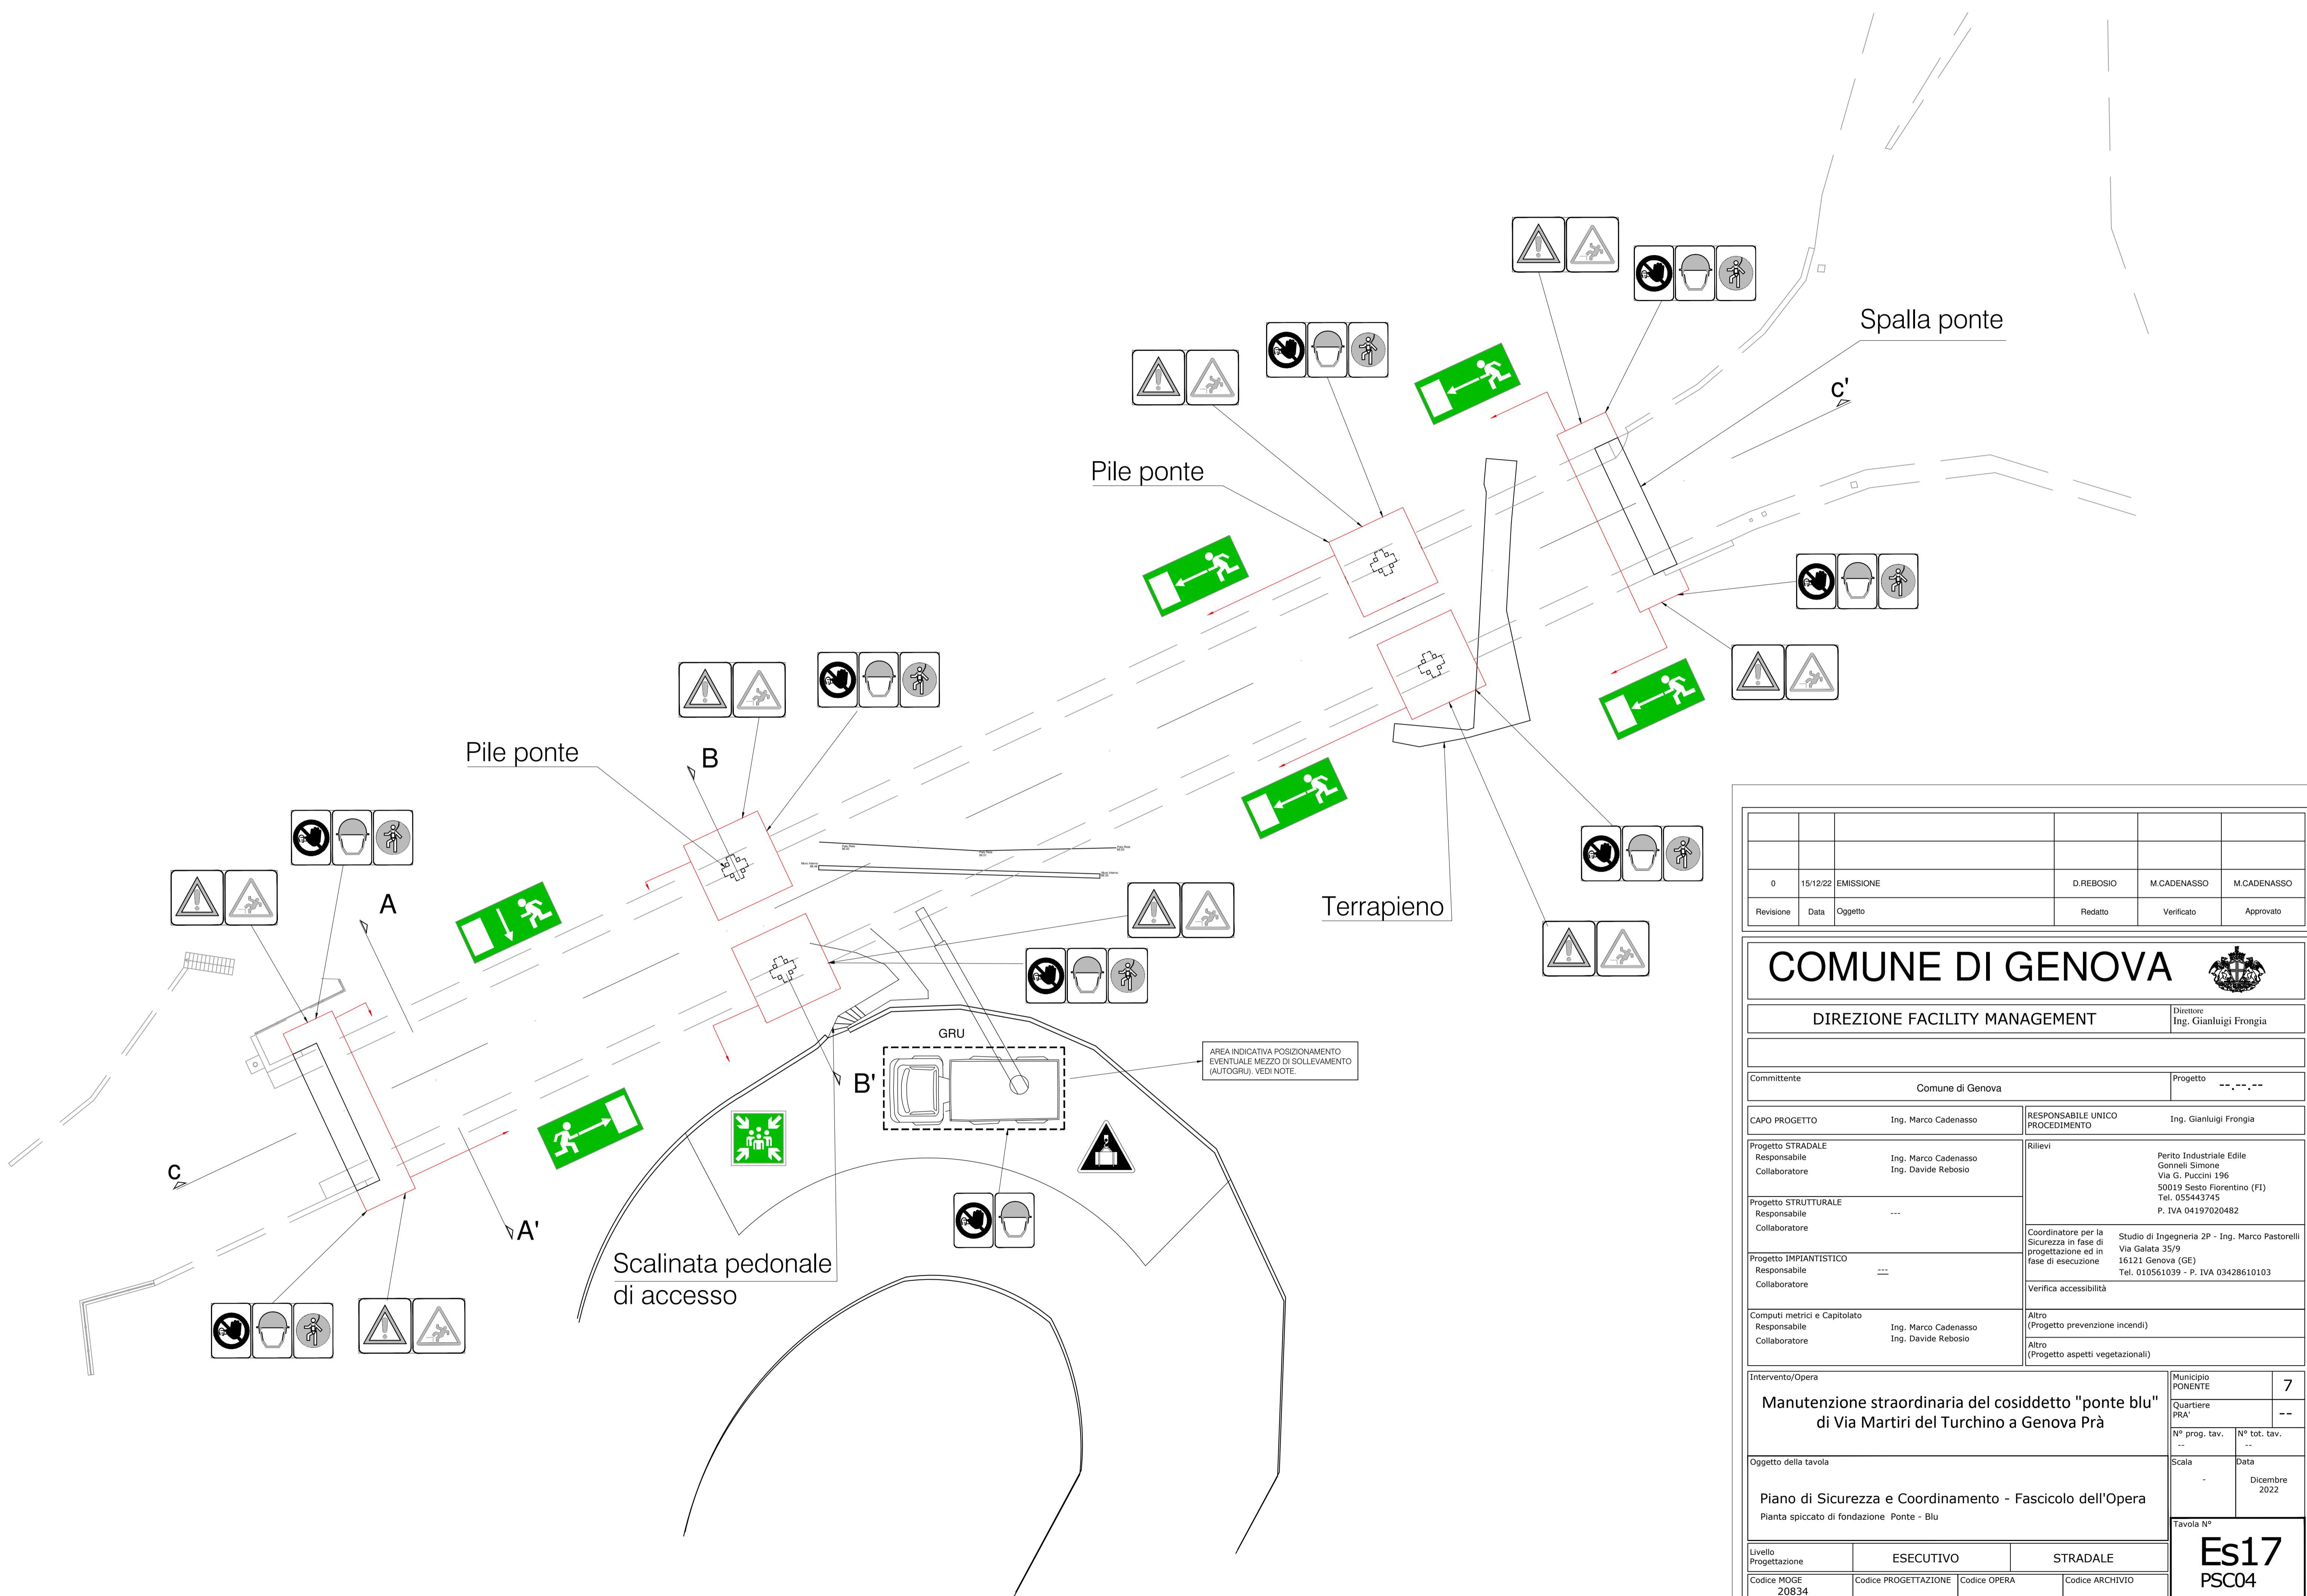 Spalla ponte
c'
Pile ponte
Pile ponte
B
A
Terrapieno
GRU
AREA INDICATIVA POSIZIONAMENTO
EVENTUALE MEZZO DI SOLLEVAMENTO
(AUTOGRU). VEDI NOTE.
B'
c
A'
Scalinata pedonale
di accesso
0 15/12/22 EMISSIONE D.REBOSIO M.CADENASSO M.CADENASSO
Revisione Data Oggetto Redatto Verificato Approvato
COMUNE DI GENOVA
DIREZIONE FACILITY MANAGEMENT
Direttore
Ing. Gianluigi Frongia
Committente
Comune di Genova
Progetto
--.--.--
CAPO PROGETTO Ing. Marco Cadenasso
RESPONSABILE UNICO
PROCEDIMENTO
Ing. Gianluigi Frongia
Progetto STRADALE
Responsabile Ing. Marco Cadenasso
Collaboratore Ing. Davide Rebosio
Rilievi
Perito Industriale Edile
Gonneli Simone
Via G. Puccini 196
50019 Sesto Fiorentino (FI)
Tel. 055443745
P. IVA 04197020482
Progetto STRUTTURALE
Responsabile ---
Collaboratore
Coordinatore per la
Sicurezza in fase di
progettazione ed in
fase di esecuzione
Studio di Ingegneria 2P - Ing. Marco Pastorelli
Via Galata 35/9
16121 Genova (GE)
Tel. 010561039 - P. IVA 03428610103
Progetto IMPIANTISTICO
Responsabile ---
Collaboratore
Verifica accessibilità
Computi metrici e Capitolato
Responsabile Ing. Marco Cadenasso
Collaboratore Ing. Davide Rebosio
Altro
(Progetto prevenzione incendi)
Altro
(Progetto aspetti vegetazionali)
Intervento/Opera
Manutenzione straordinaria del cosiddetto "ponte blu"
di Via Martiri del Turchino a Genova Prà
Municipio
PONENTE
7
Quartiere
PRA'
--
N° prog. tav.
--
N° tot. tav.
--
Oggetto della tavola
Piano di Sicurezza e Coordinamento - Fascicolo dell'Opera
Pianta spiccato di fondazione Ponte - Blu
Scala
-
Data
Dicembre
2022
Tavola N°
Es17
PSC04
Livello
Progettazione
ESECUTIVO
STRADALE
Codice MOGE
20834
Codice PROGETTAZIONE
Codice OPERA
Codice ARCHIVIO